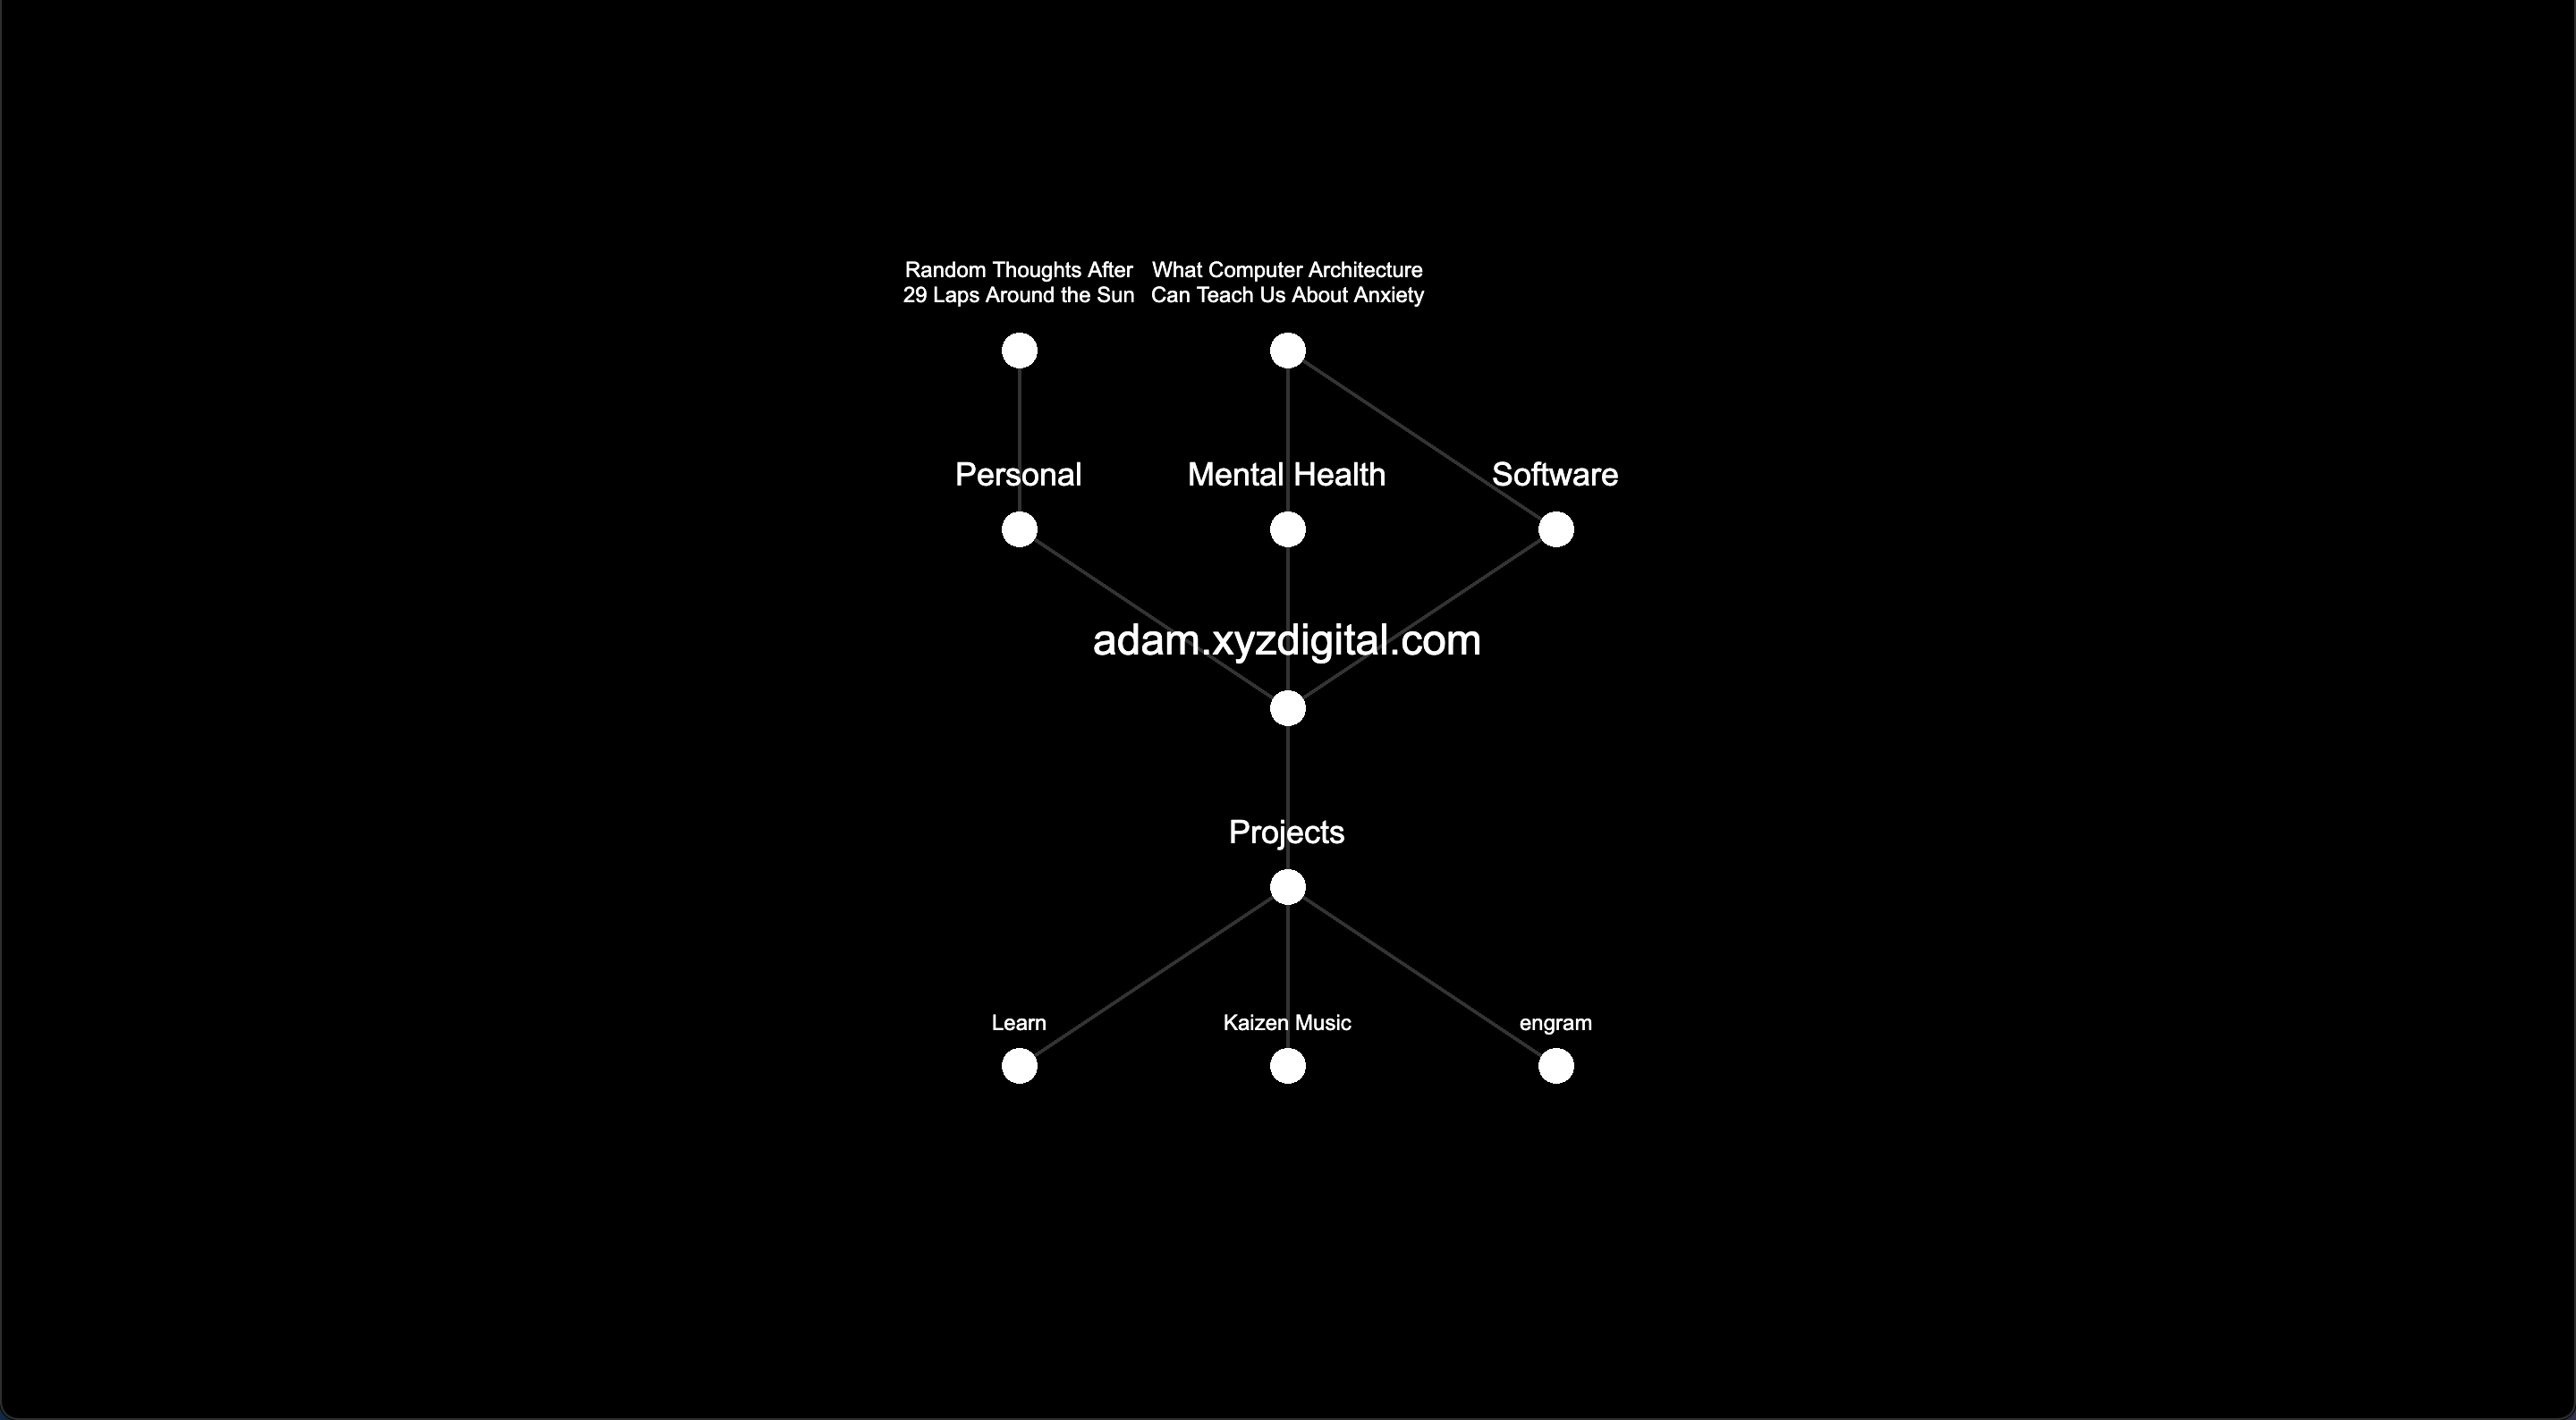 Random Thoughts After
29 Laps Around the Sun
What Computer Architecture
Can Teach Us About Anxiety
Personal
Mental Health
Software
adam.xyzdigital.com
Projects
Learn
Kaizen Music
engram